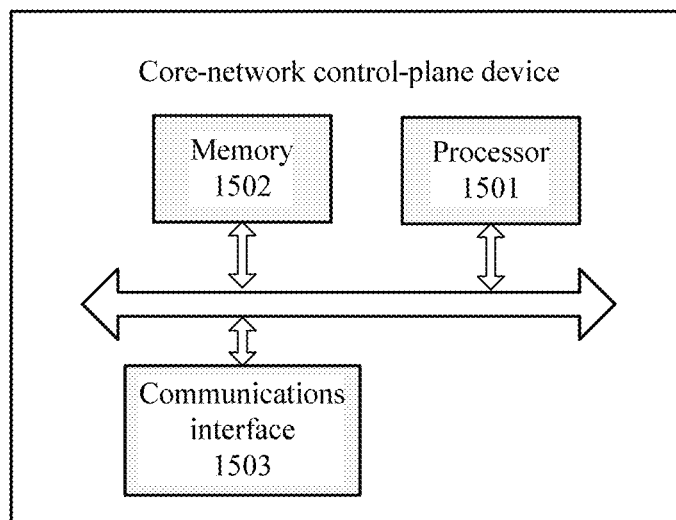 Core-network control-plane device
Memory
1502
Processor
1501
Communications
interface
1503